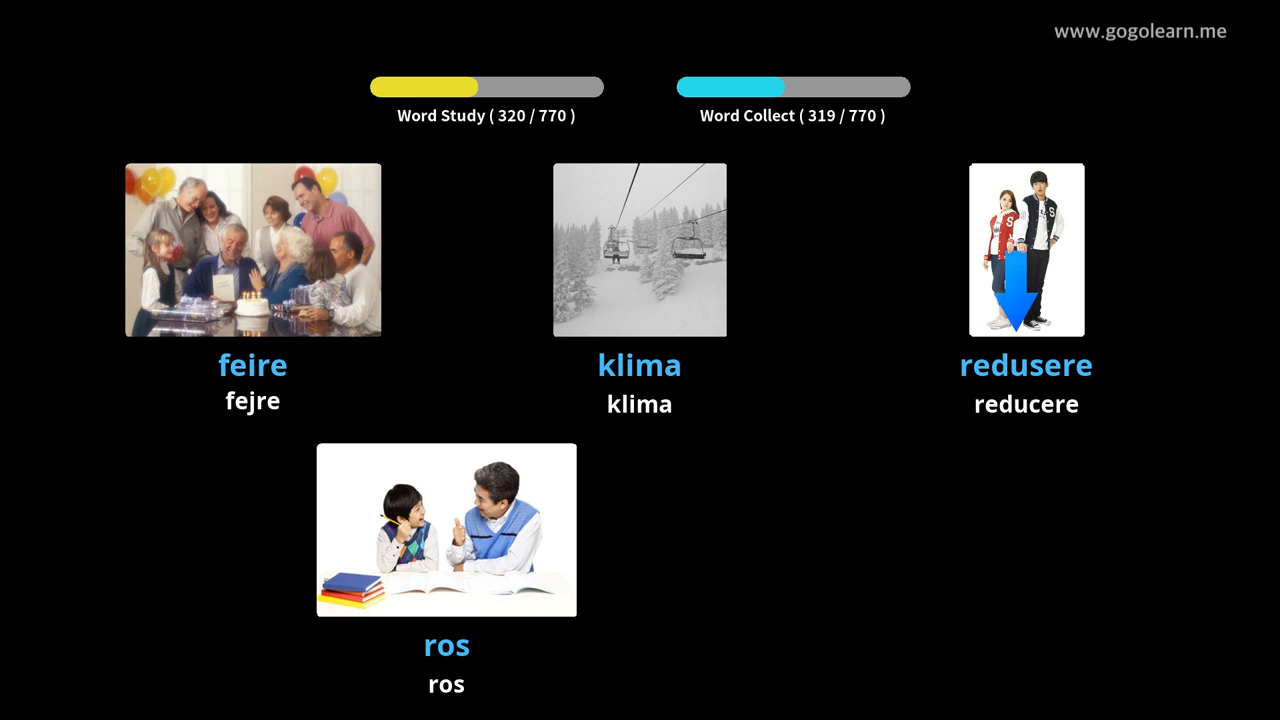 www.gogolearn.me
Word Study ( 320 / 770 )
Word Collect ( 319 / 770 )
feire
fejre
klima
klima
redusere
reducere
ros
ros